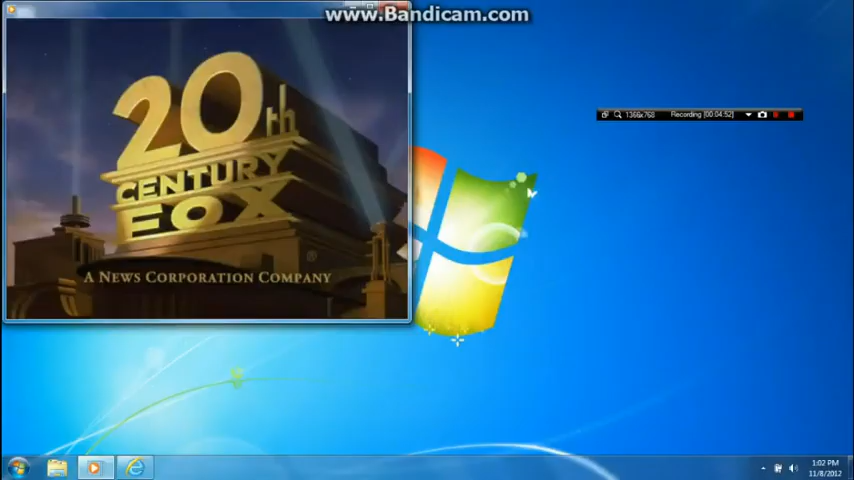 www.Bandicam.com
1366x768 Recording [00:04:52]
20th
CENTURY
FOX
®
A NEWS CORPORATION COMPANY
1:02 PM
11/8/2012